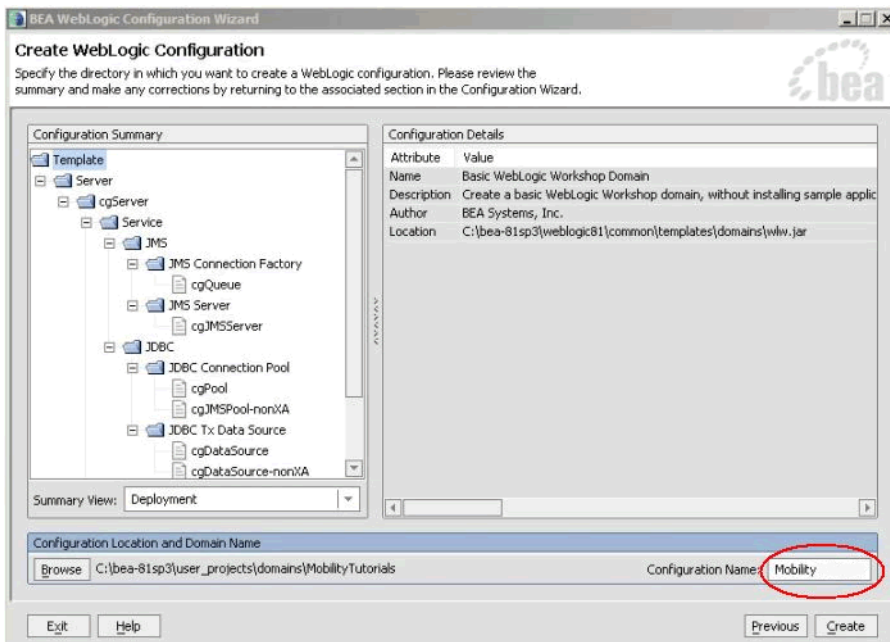 BEA WebLogic Configuration Wizard
Create WebLogic Configuration
Specify the directory in which you want to create a WebLogic configuration. Please review the
summary and make any corrections by returning to the associated section in the Configuration Wizard.
bea
Configuration Summary
Template
Server
cgServer
Service
JMS
JMS Connection Factory
cgQueue
JMS Server
cgJMSServer
JDBC
JDBC Connection Pool
cgPool
cgJMSPool-nonXA
JDBC Tx Data Source
cgDataSource
cgDataSource-nonXA
Summary View: Deployment
Configuration Details
Attribute Value
Name Basic WebLogic Workshop Domain
Description Create a basic WebLogic Workshop domain, without installing sample applic
Author BEA Systems, Inc.
Location C:\bea-81sp3\weblogic81\common\templates\domains\wlw.jar
Configuration Location and Domain Name
Browse C:\bea-81sp3\user_projects\domains\MobilityTutorials Configuration Name: Mobility
Exit Help Previous Create